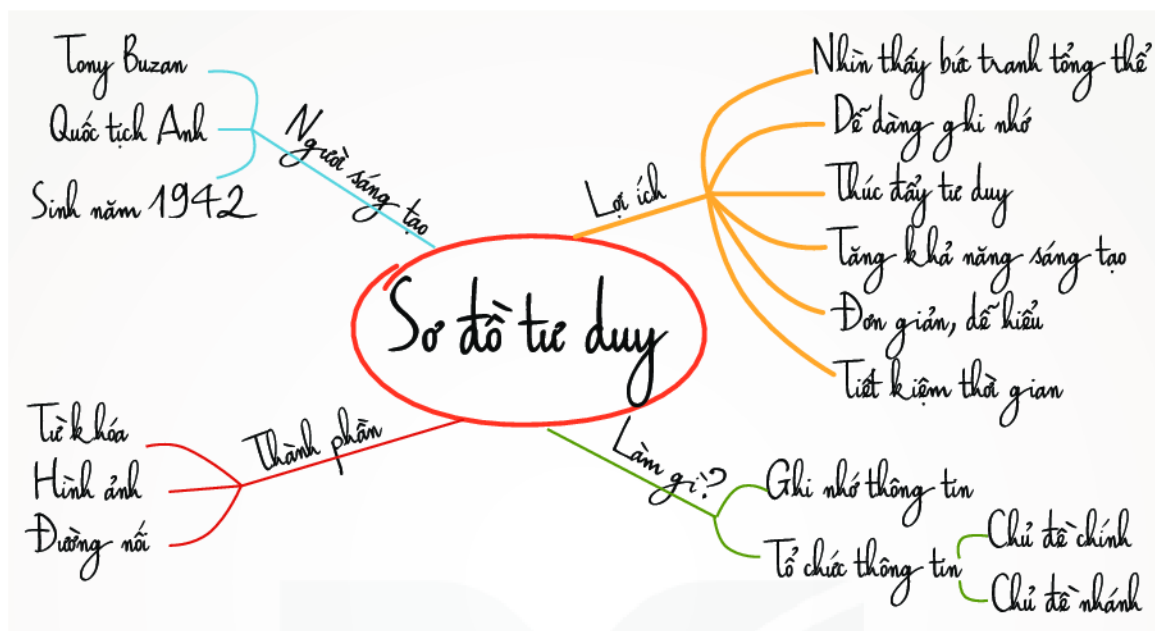 Sơ đồ tư duy
Người sáng tạo
Tony Buzan
Quốc tịch Anh
Sinh năm 1942
Lợi ích
Nhìn thấy bức tranh tổng thể
Dễ dàng ghi nhớ
Thúc đẩy tư duy
Tăng khả năng sáng tạo
Đơn giản, dễ hiểu
Tiết kiệm thời gian
Thành phần
Từ khóa
Hình ảnh
Đường nối
Làm gì?
Ghi nhớ thông tin
Tổ chức thông tin
Chủ đề chính
Chủ đề nhánh